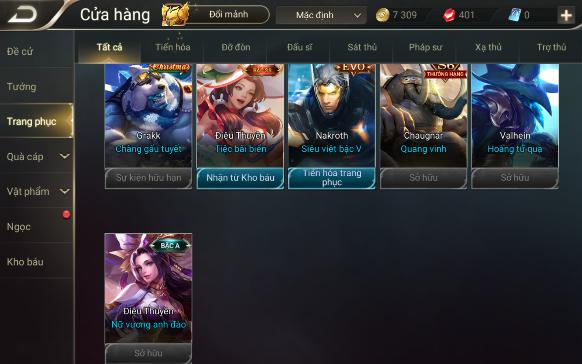 Cửa hàng
Đổi mảnh
Mặc định
7 309
401
0
Đề cử
Tướng
Trang phục
Quà cáp
Vật phẩm
Ngọc
Kho báu
Tất cả
Tiến hóa
Đỡ đòn
Đấu sĩ
Sát thủ
Pháp sư
Xạ thủ
Trợ thủ
Christmas
Grakk
Chàng gấu tuyết
Sự kiện hữu hạn
Điêu Thuyền
Tiệc bãi biển
Nhận từ Kho báu
EVO
V
Nakroth
Siêu việt bậc V
Tiến hóa trang phục
S6
THƯỞNG HẠNG
Chaugnar
Quang vinh
Sở hữu
Valhein
Hoàng tử quạ
Sở hữu
BẬC A
Điêu Thuyền
Nữ vương anh đào
Sở hữu